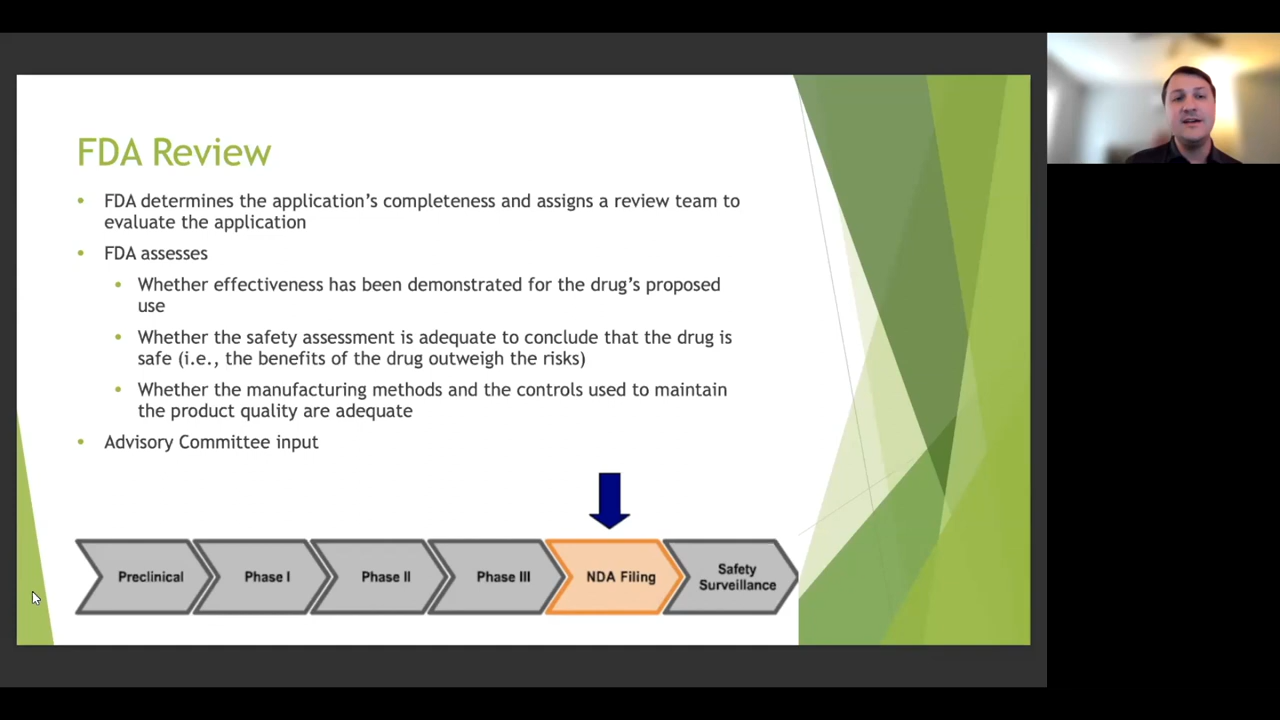 FDA Review
• FDA determines the application’s completeness and assigns a review team to
evaluate the application
• FDA assesses
• Whether effectiveness has been demonstrated for the drug’s proposed
use
• Whether the safety assessment is adequate to conclude that the drug is
safe (i.e., the benefits of the drug outweigh the risks)
• Whether the manufacturing methods and the controls used to maintain
the product quality are adequate
• Advisory Committee input
Preclinical
Phase I
Phase II
Phase III
NDA Filing
Safety
Surveillance